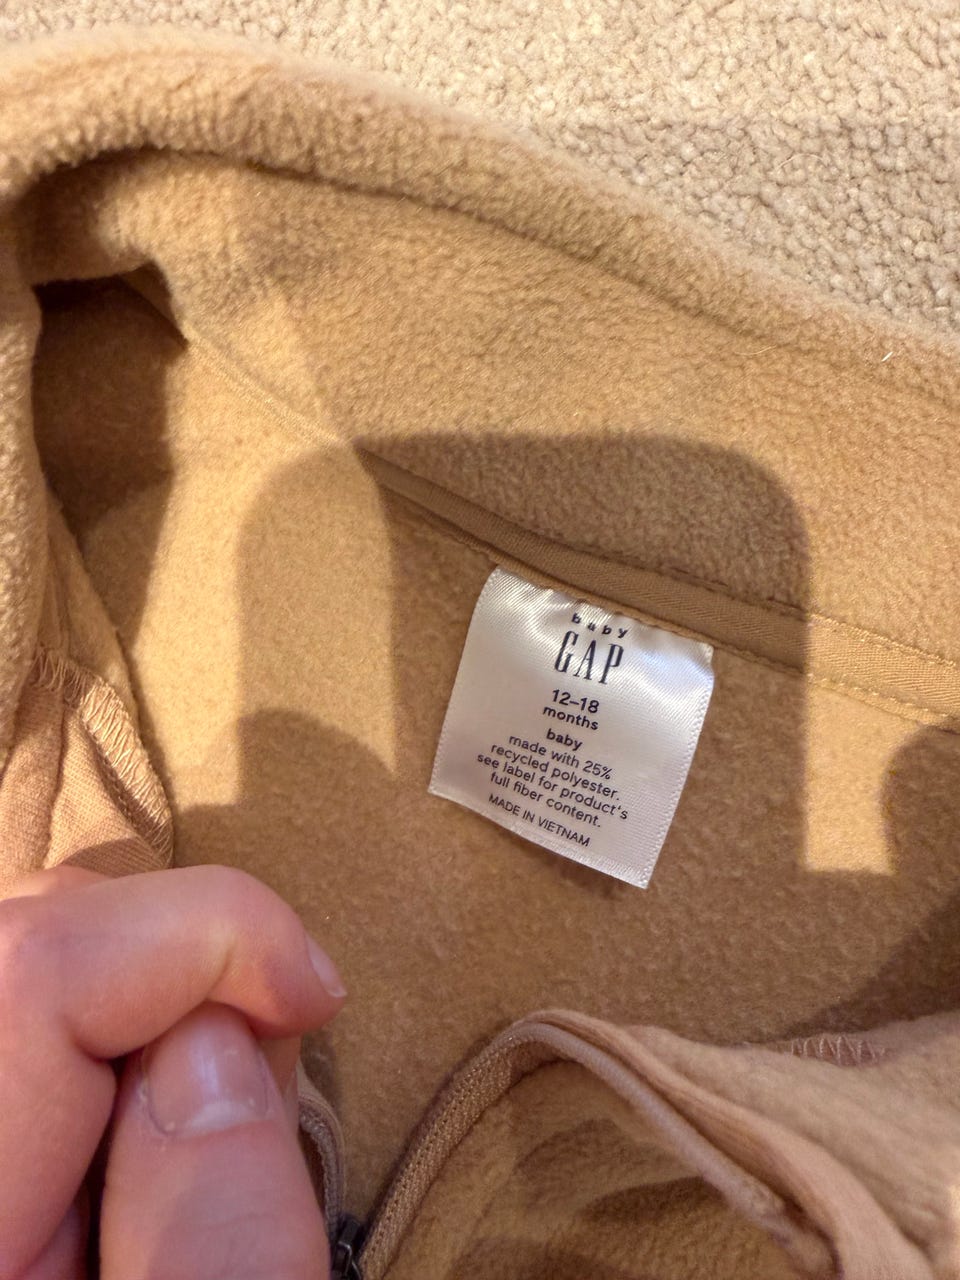 baby
GAP
12–18
months
baby
made with 25%
recycled polyester.
see label for product's
full fiber content.
MADE IN VIETNAM